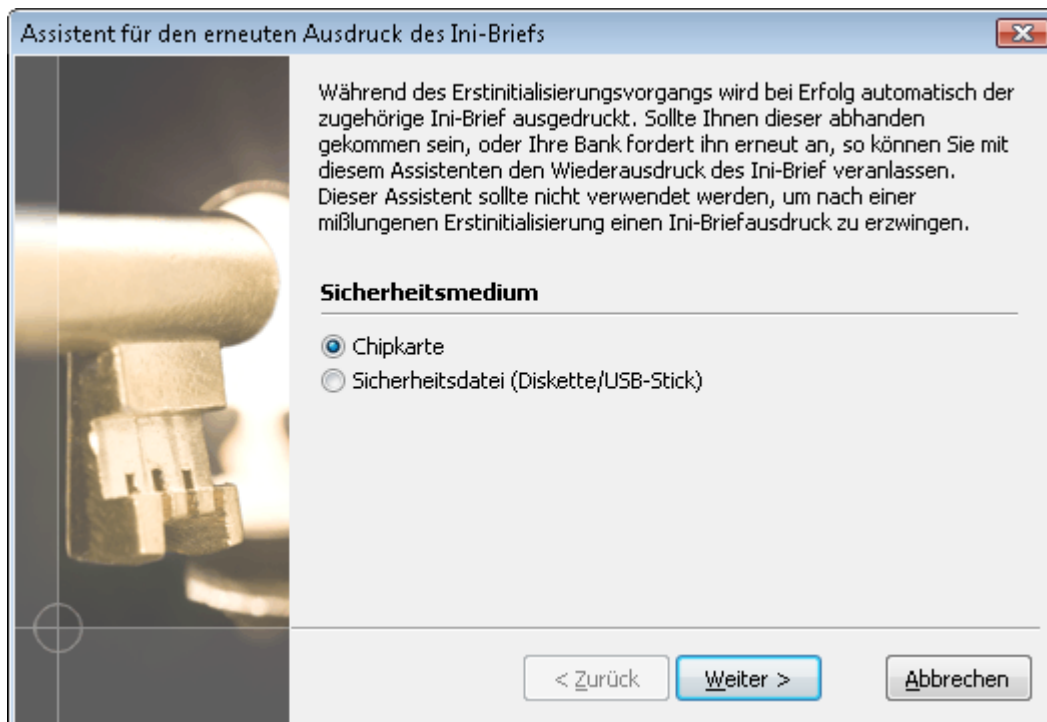 Assistent für den erneuten Ausdruck des Ini-Briefs
Während des Erstinitialisierungsvorgangs wird bei Erfolg automatisch der
zugehörige Ini-Brief ausgedruckt. Sollte Ihnen dieser abhanden
gekommen sein, oder Ihre Bank fordert ihn erneut an, so können Sie mit
diesem Assistenten den Wiederausdruck des Ini-Brief veranlassen.
Dieser Assistent sollte nicht verwendet werden, um nach einer
mißlungenen Erstinitialisierung einen Ini-Briefausdruck zu erzwingen.
Sicherheitsmedium
Chipkarte
Sicherheitsdatei (Diskette/USB-Stick)
< Zurück Weiter > Abbrechen